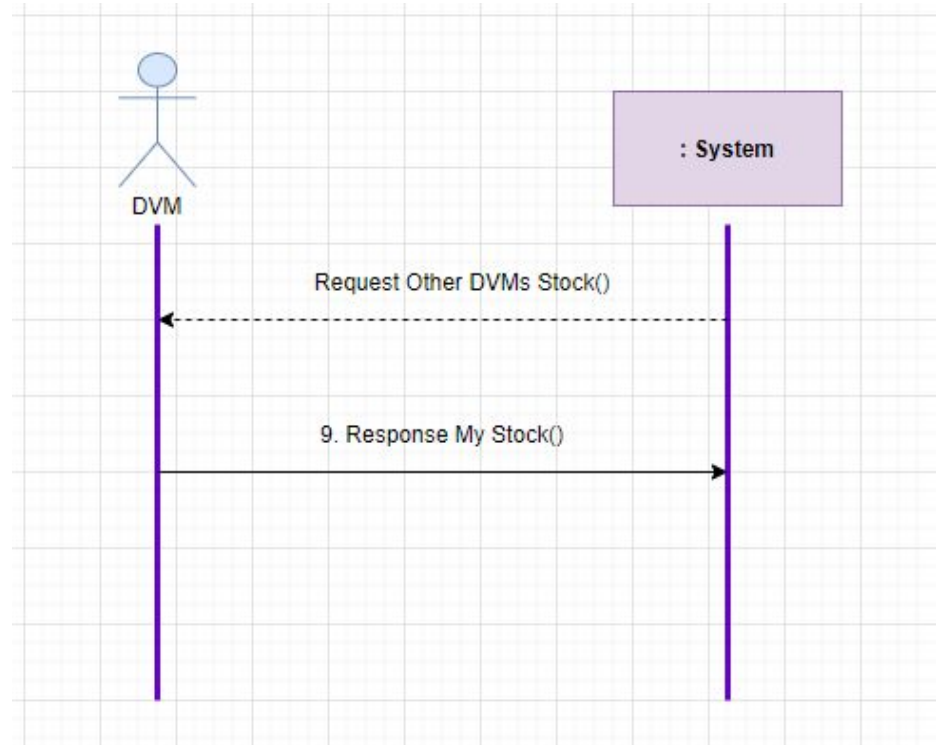 : System
DVM
Request Other DVMs Stock()
9. Response My Stock()